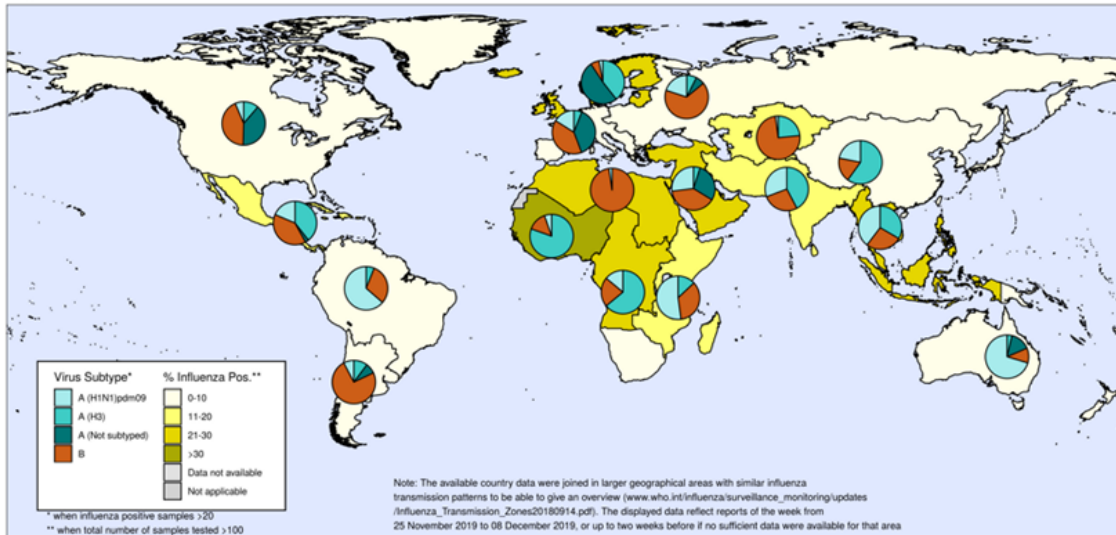 Virus Subtype*
A (H1N1)pdm09
A (H3)
A (Not subtyped)
B
% Influenza Pos.**
0-10
11-20
21-30
>30
Data not available
Not applicable
* when influenza positive samples >20
** when total number of samples tested >100
Note: The available country data were joined in larger geographical areas with similar influenza
transmission patterns to be able to give an overview (www.who.int/influenza/surveillance_monitoring/updates
/Influenza_Transmission_Zones20180914.pdf). The displayed data reflect reports of the week from
25 November 2019 to 08 December 2019, or up to two weeks before if no sufficient data were available for that area